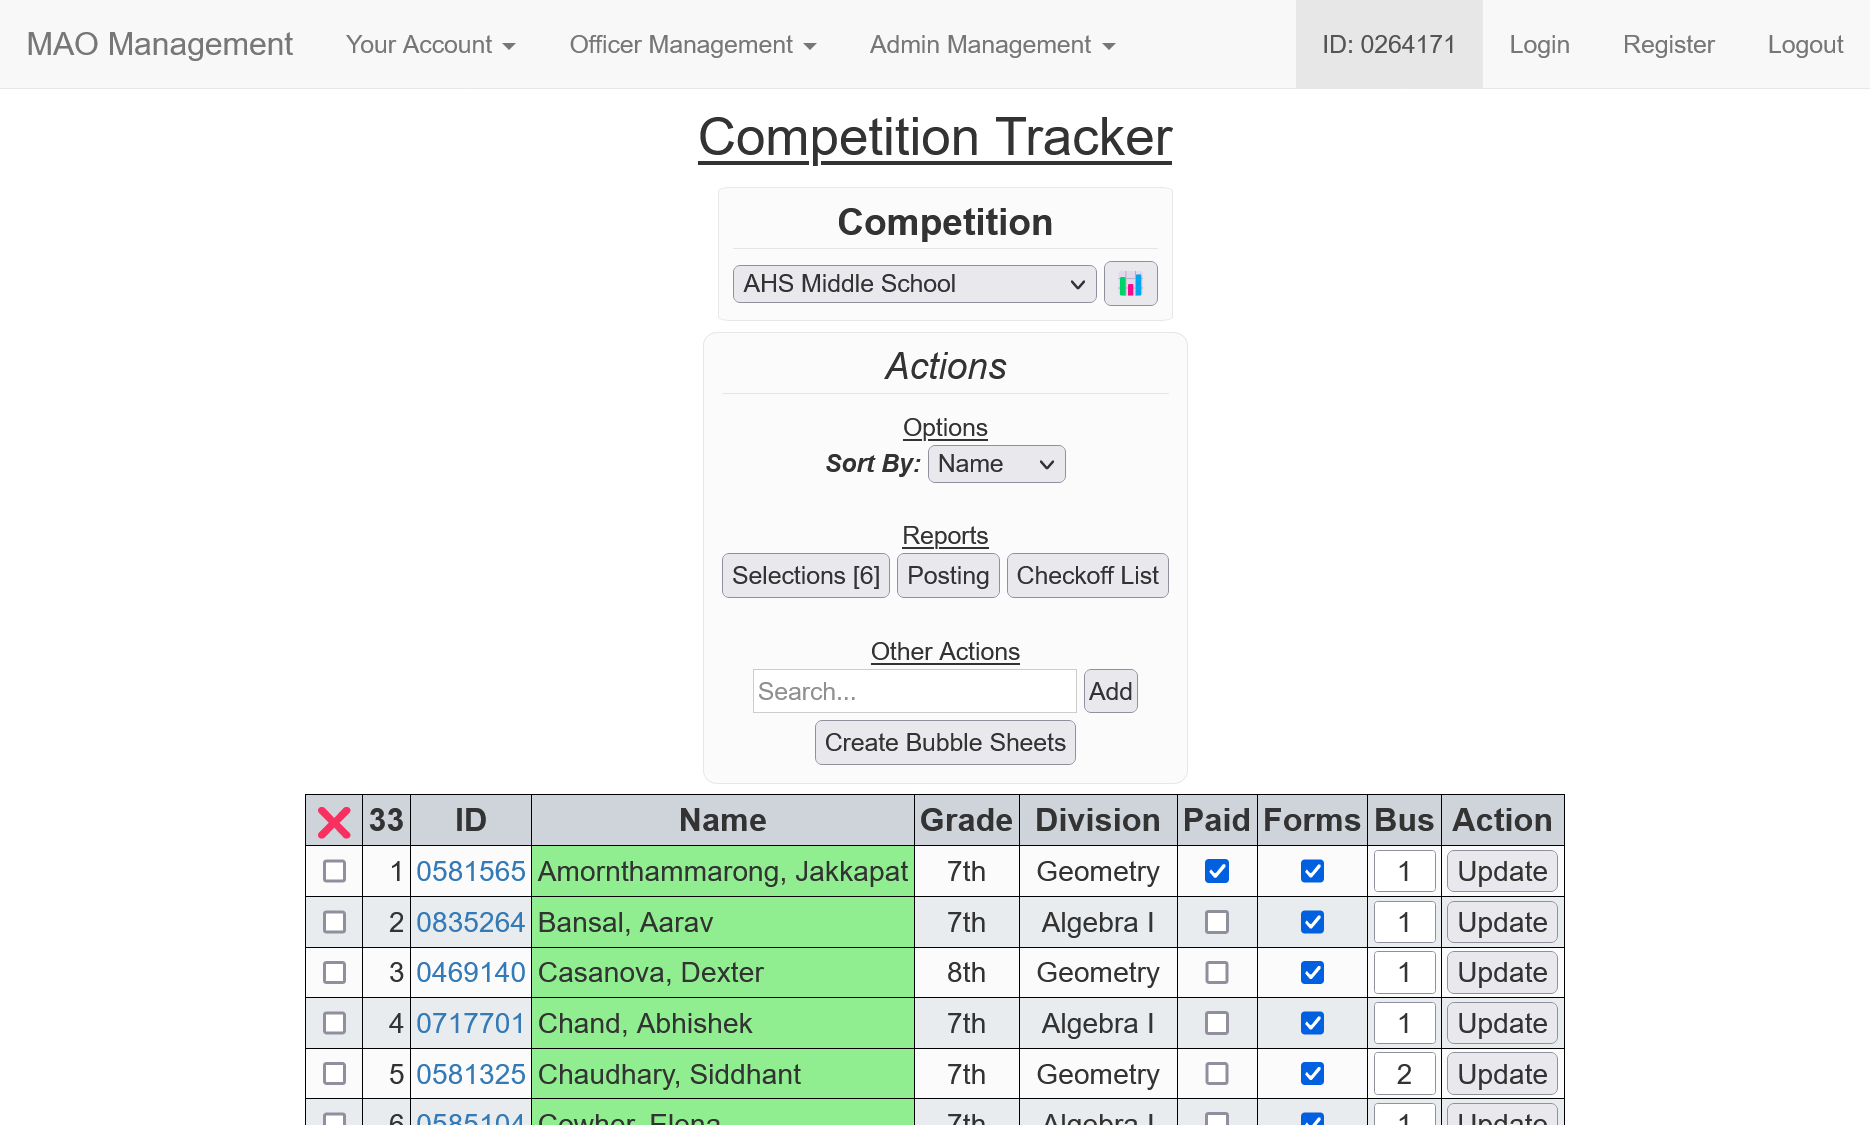 MAO Management Your Account Officer Management Admin Management ID: 0264171 Login Register Logout
Competition Tracker
Competition
AHS Middle School
Actions
Options
Sort By: Name
Reports
Selections [6] Posting Checkoff List
Other Actions
Search... Add
Create Bubble Sheets
33 ID Name Grade Division Paid Forms Bus Action
1 0581565 Amornthammarong, Jakkapat 7th Geometry 1 Update
2 0835264 Bansal, Aarav 7th Algebra I 1 Update
3 0469140 Casanova, Dexter 8th Geometry 1 Update
4 0717701 Chand, Abhishek 7th Algebra I 1 Update
5 0581325 Chaudhary, Siddhant 7th Geometry 2 Update
6 0585104 Elena 7th Algebra I 1 Update